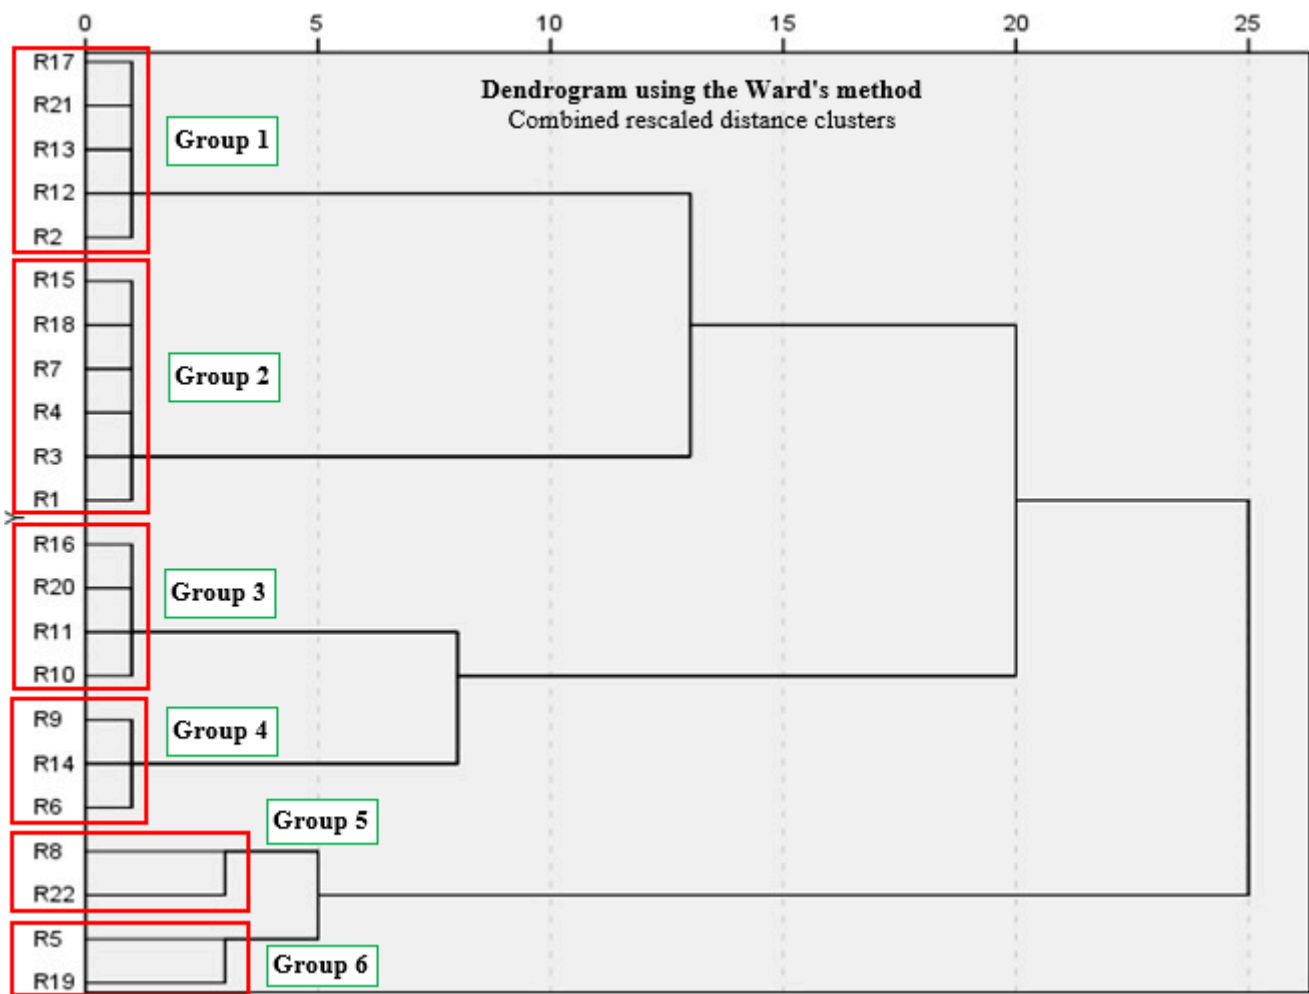 0 5 10 15 20 25
Dendrogram using the Ward's method
Combined rescaled distance clusters
R17
R21
R13
Group 1
R12
R2
R15
R18
R7
Group 2
R4
R3
R1
Y
R16
R20
Group 3
R11
R10
R9
Group 4
R14
R6
Group 5
R8
R22
R5
Group 6
R19